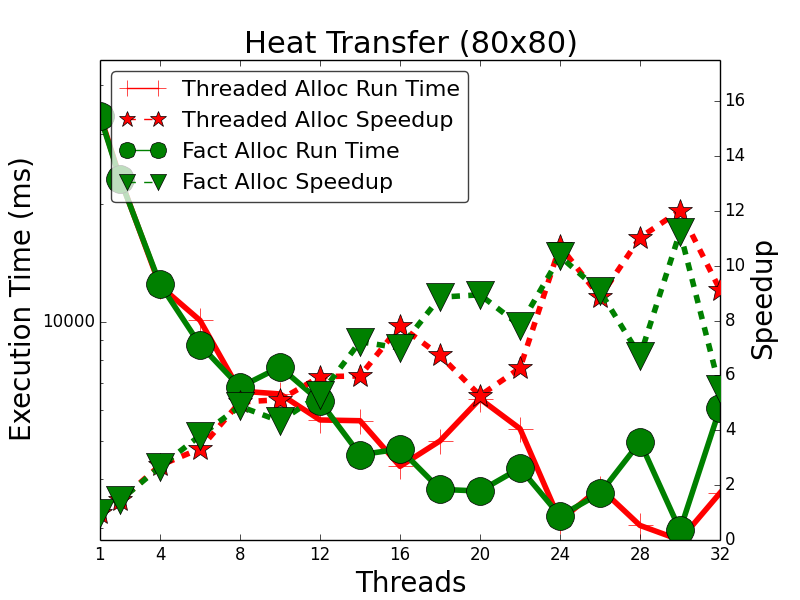 Heat Transfer (80x80)
Threaded Alloc Run Time
Threaded Alloc Speedup
Fact Alloc Run Time
Fact Alloc Speedup
Execution Time (ms)
10000
16
14
12
10
8
6
4
2
0
Speedup
1 4 8 12 16 20 24 28 32
Threads